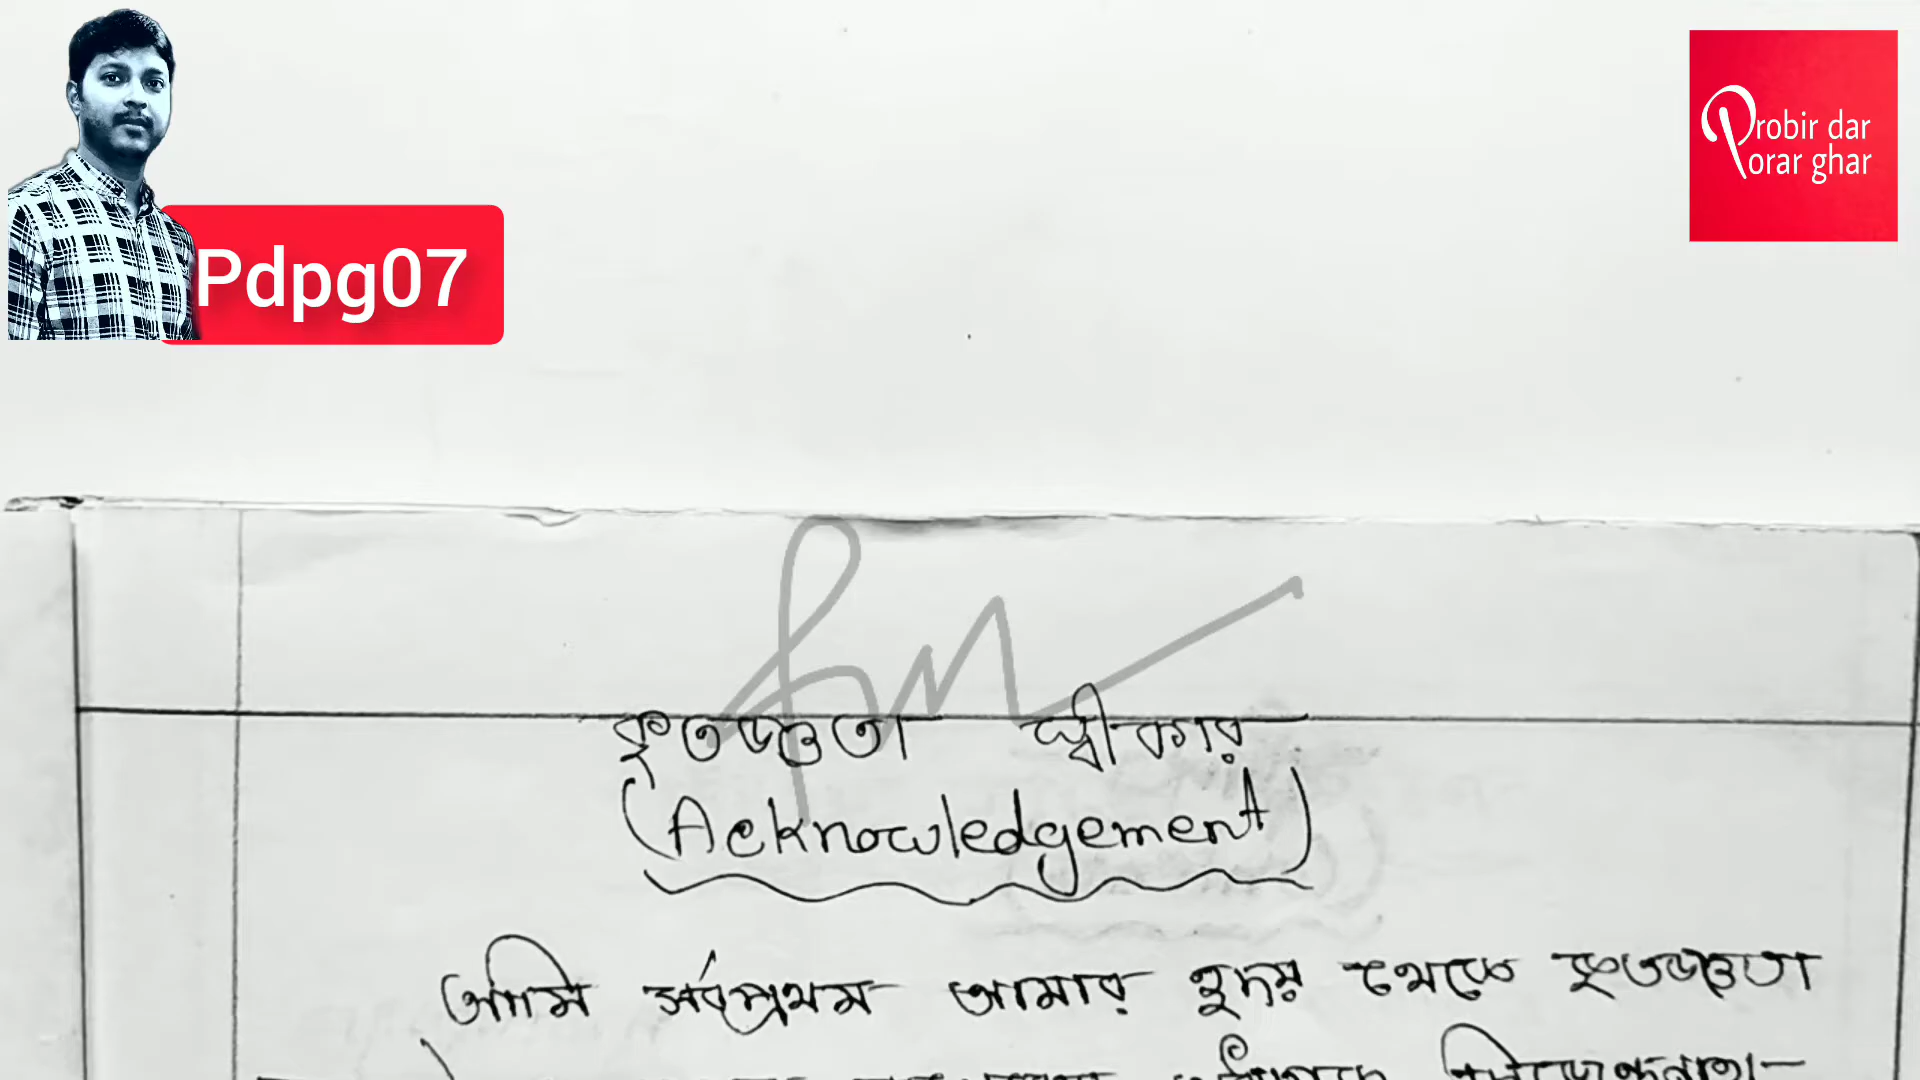 Probir dar
Porar ghar
Pdpg07
কৃতজ্ঞতা স্বীকার
(Acknowledgement)
আমি সর্বপ্রথম আমার হৃদয় থেকে কৃতজ্ঞতা